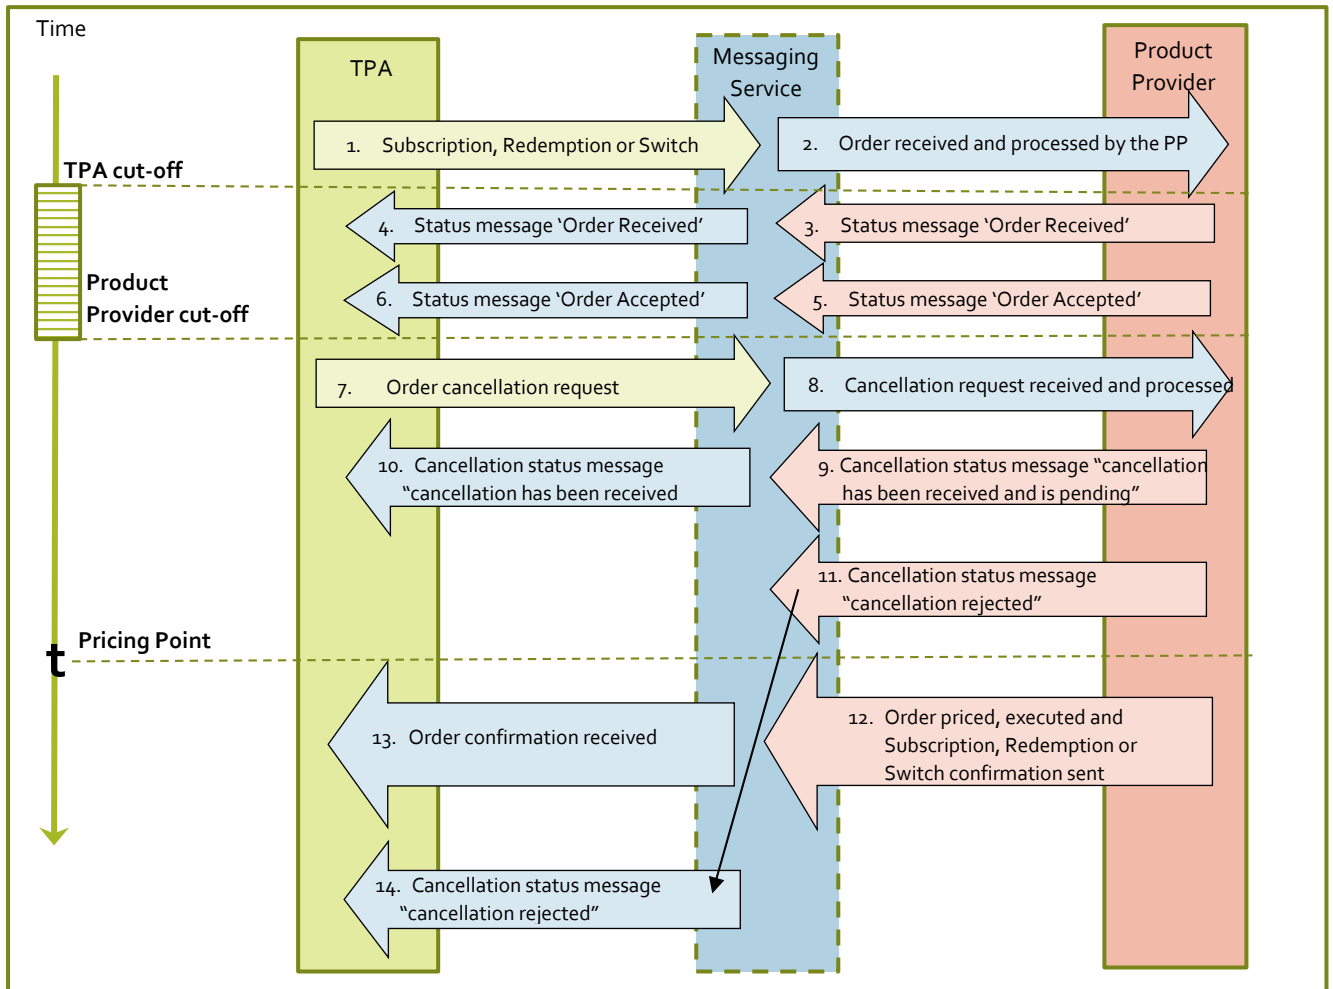 Time
TPA
Messaging
Service
Product
Provider
1. Subscription, Redemption or Switch
2. Order received and processed by the PP
TPA cut-off
4. Status message ‘Order Received’
3. Status message ‘Order Received’
Product
Provider cut-off
6. Status message ‘Order Accepted’
5. Status message ‘Order Accepted’
7. Order cancellation request
8. Cancellation request received and processed
10. Cancellation status message
“cancellation has been received
9. Cancellation status message “cancellation
has been received and is pending”
11. Cancellation status message
“cancellation rejected”
Pricing Point
t
12. Order priced, executed and
Subscription, Redemption or
Switch confirmation sent
13. Order confirmation received
14. Cancellation status message
“cancellation rejected”